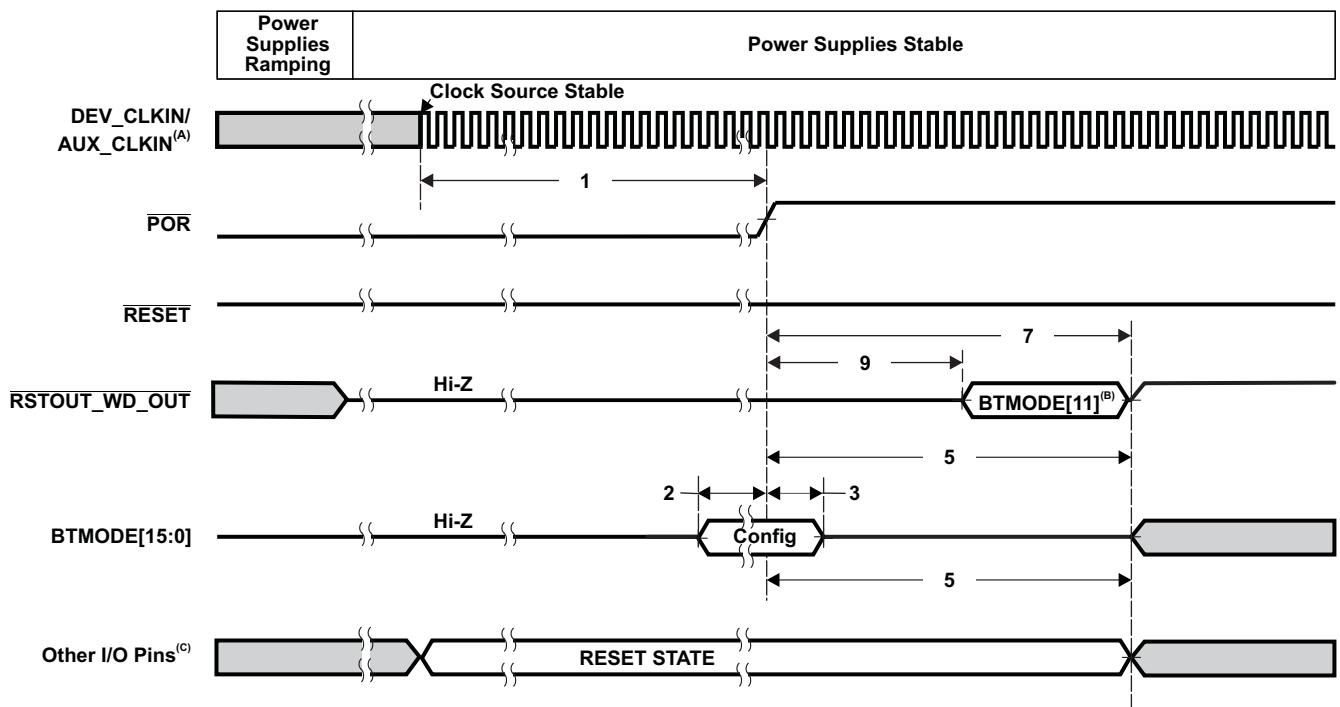 Power
Supplies
Ramping
Power Supplies Stable
Clock Source Stable
DEV_CLKIN/
AUX_CLKIN(A)
1
POR
RESET
7
9
Hi-Z
RSTOUT_WD_OUT
BTMODE[11](B)
5
2
3
Hi-Z
BTMODE[15:0]
Config
5
Other I/O Pins(C)
RESET STATE